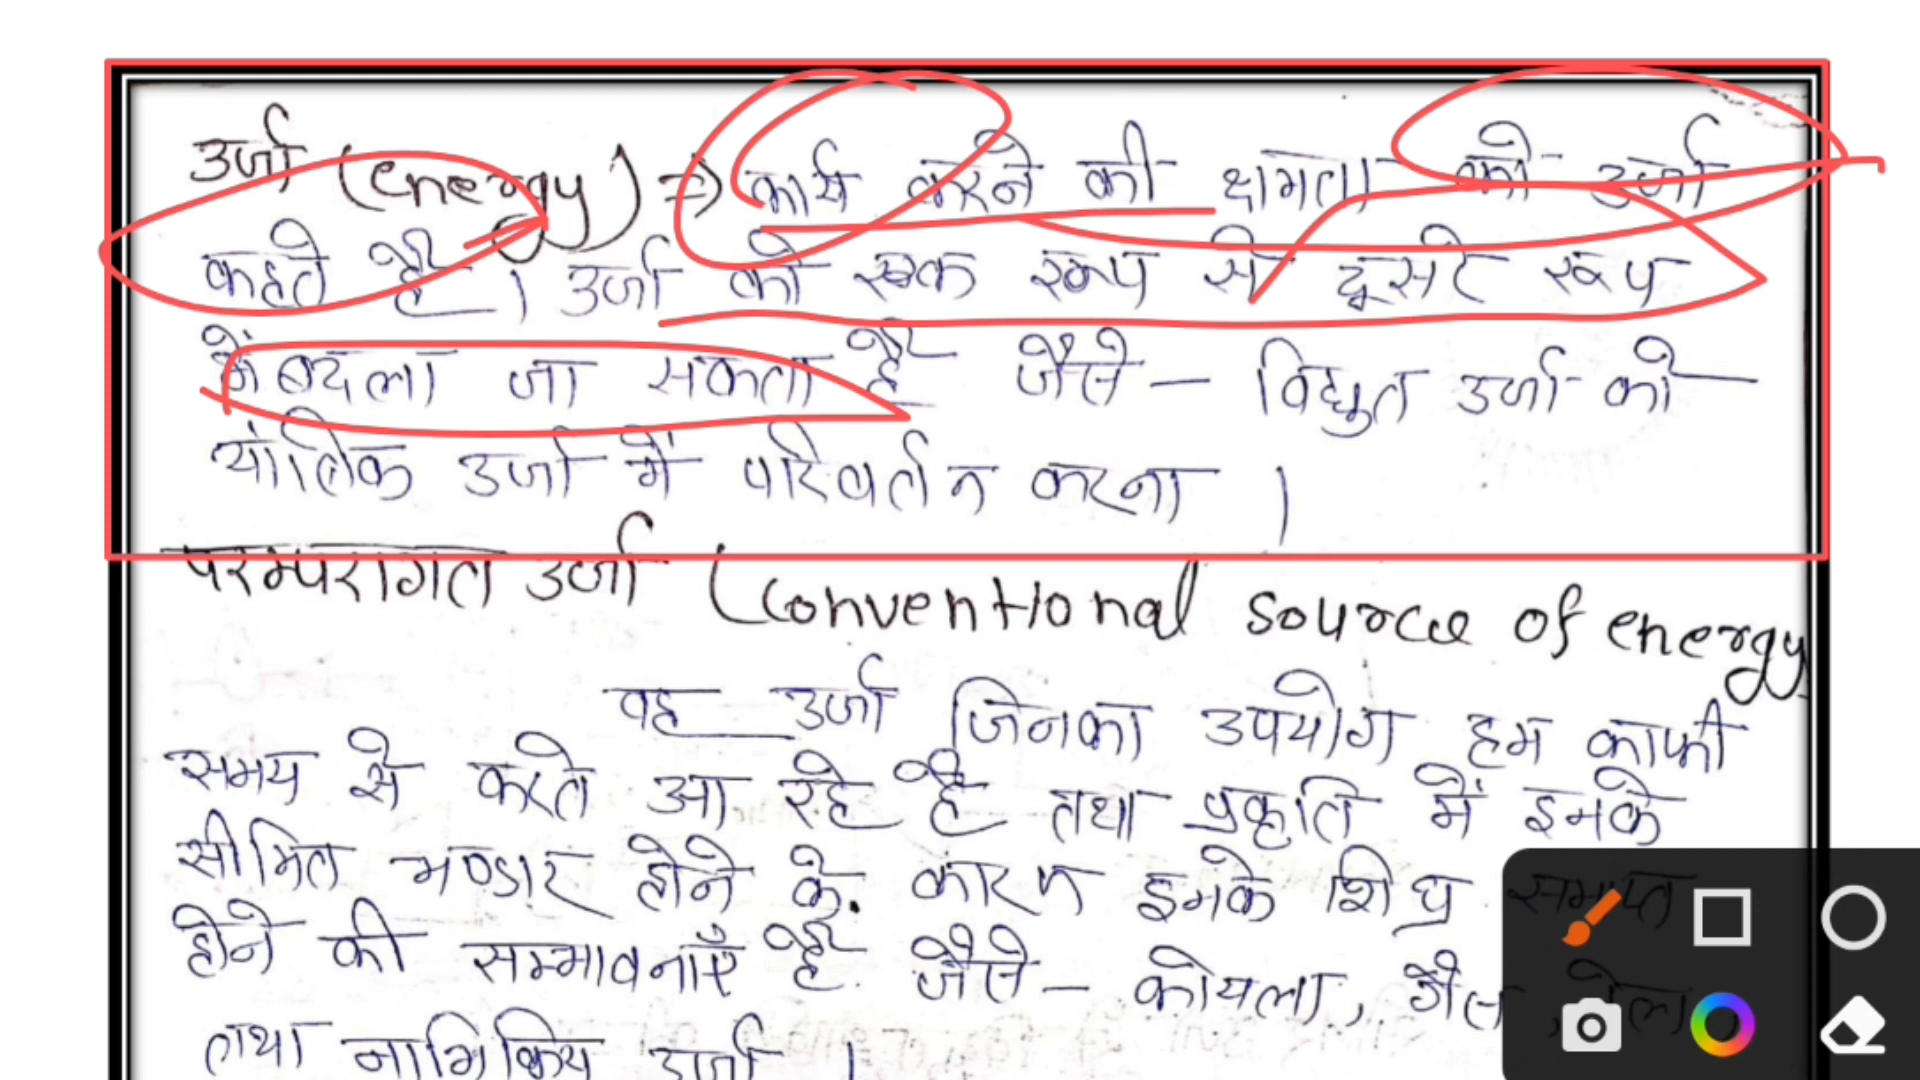 उर्जा (energy) ⇒ कार्य करने की क्षमता को उर्जा
कहते है । उर्जा को एक रूप से दूसरे रूप
में बदला जा सकता है जैसे – विद्युत उर्जा को
यांत्रिक उर्जा में परिवर्तन करना ।
परम्परागत उर्जा (conventional source of energy
वह उर्जा जिनका उपयोग हम काफी
समय से करते आ रहे है तथा प्रकृति में इनके
सीमित भण्डार होने के कारण इनके शिघ्र समाप्त
होने की सम्भावनाएँ है जैसे – कोयला, गैस, तेल
तथा नाभिकिय उर्जा ।